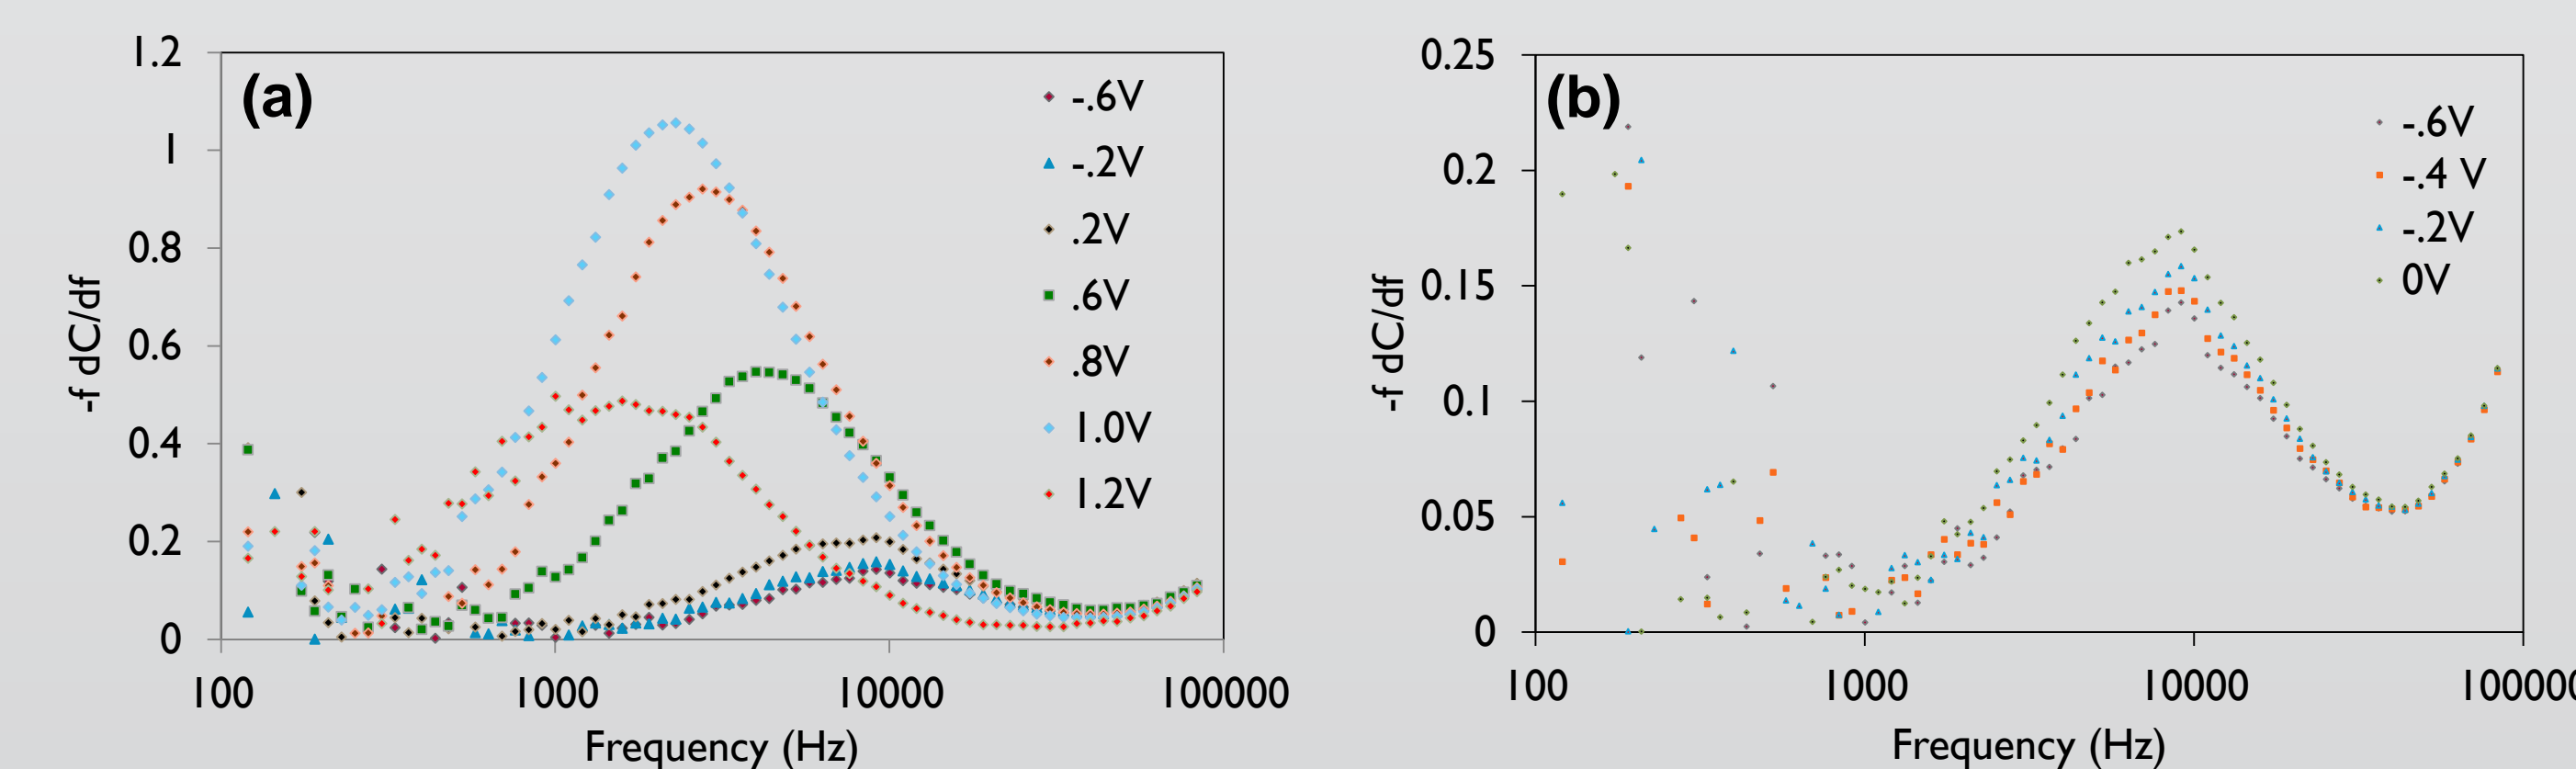 (a)
-f dC/df
1.2
1
0.8
0.6
0.4
0.2
0
100 1000 10000 100000
Frequency (Hz)
-.6V
-.2V
.2V
.6V
.8V
1.0V
1.2V
(b)
-f dC/df
0.25
0.2
0.15
0.1
0.05
0
100 1000 10000 100000
Frequency (Hz)
-.6V
-.4 V
-.2V
0V